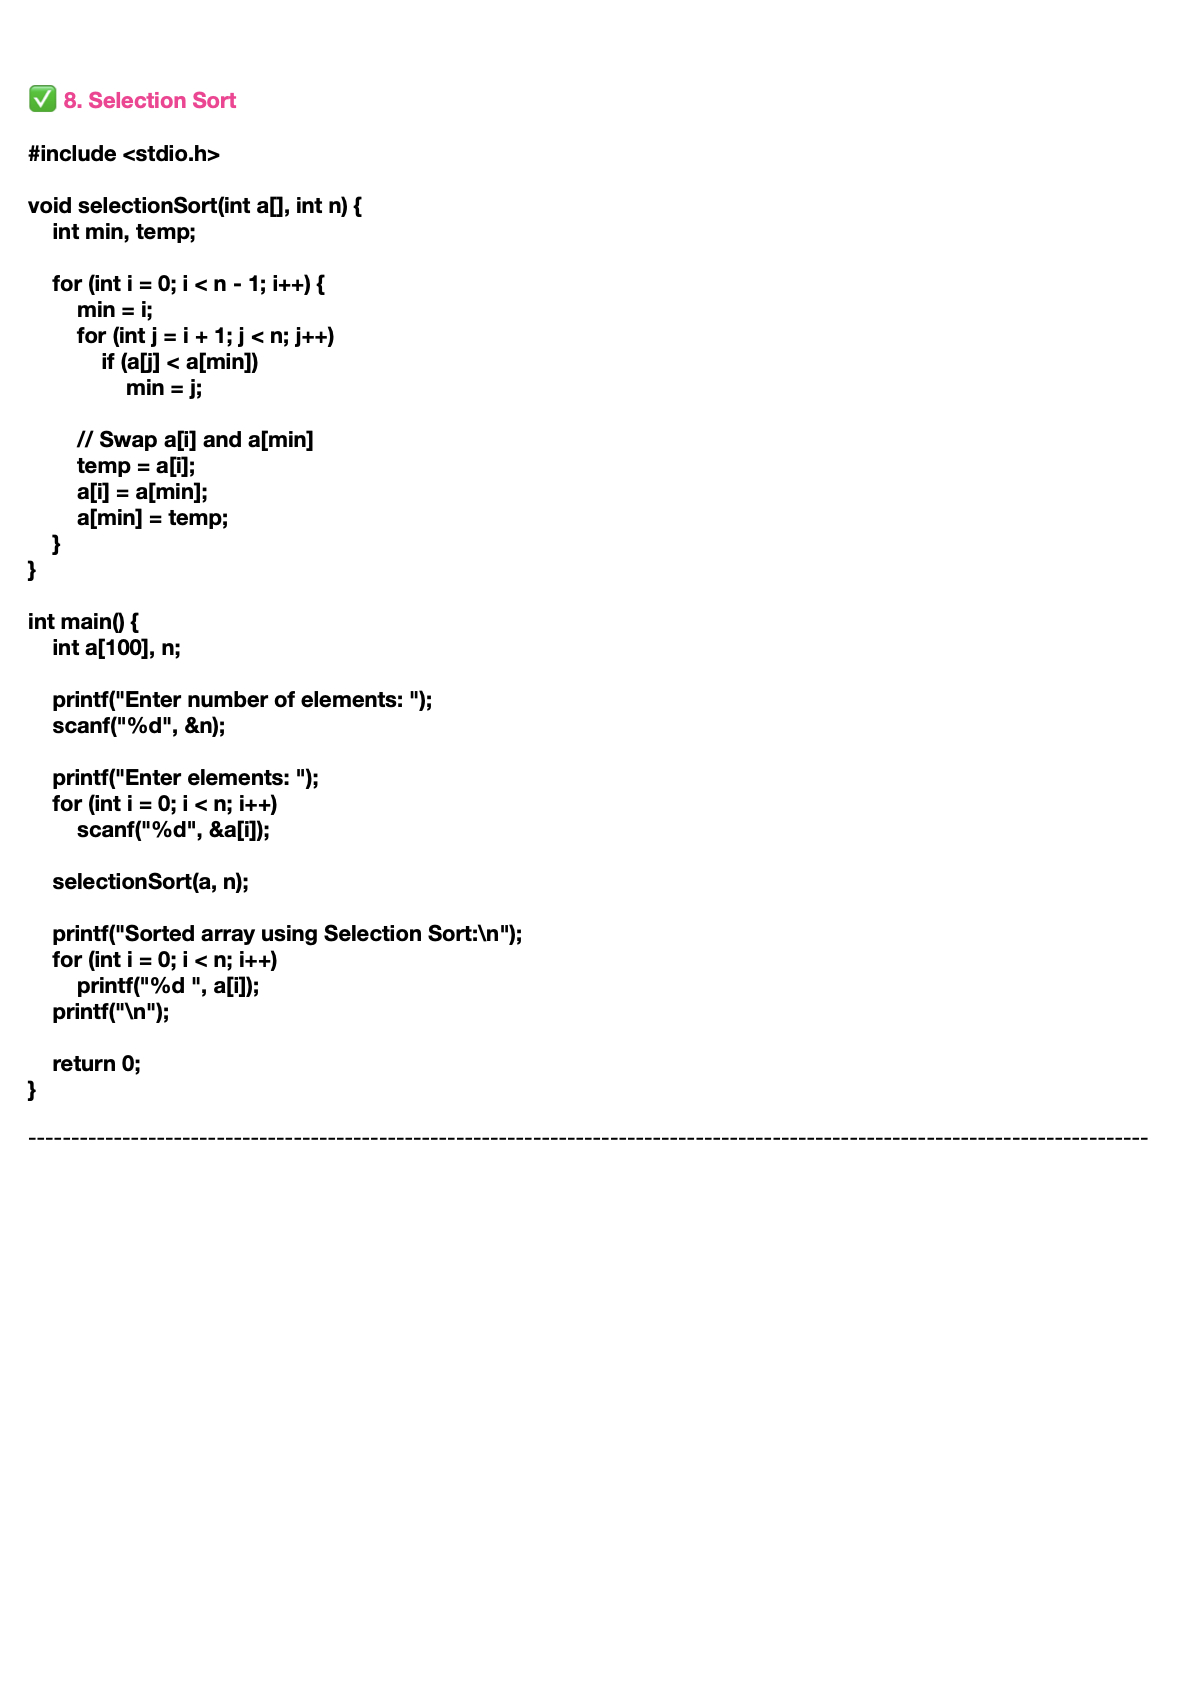 ✅ 8. Selection Sort
#include <stdio.h>
void selectionSort(int a[], int n) {
    int min, temp;
    for (int i = 0; i < n - 1; i++) {
        min = i;
        for (int j = i + 1; j < n; j++)
            if (a[j] < a[min])
                min = j;
        // Swap a[i] and a[min]
        temp = a[i];
        a[i] = a[min];
        a[min] = temp;
    }
}
int main() {
    int a[100], n;
    printf("Enter number of elements: ");
    scanf("%d", &n);
    printf("Enter elements: ");
    for (int i = 0; i < n; i++)
        scanf("%d", &a[i]);
    selectionSort(a, n);
    printf("Sorted array using Selection Sort:\n");
    for (int i = 0; i < n; i++)
        printf("%d ", a[i]);
    printf("\n");
    return 0;
}
-----------------------------------------------------------------------------------------------------------------------------------